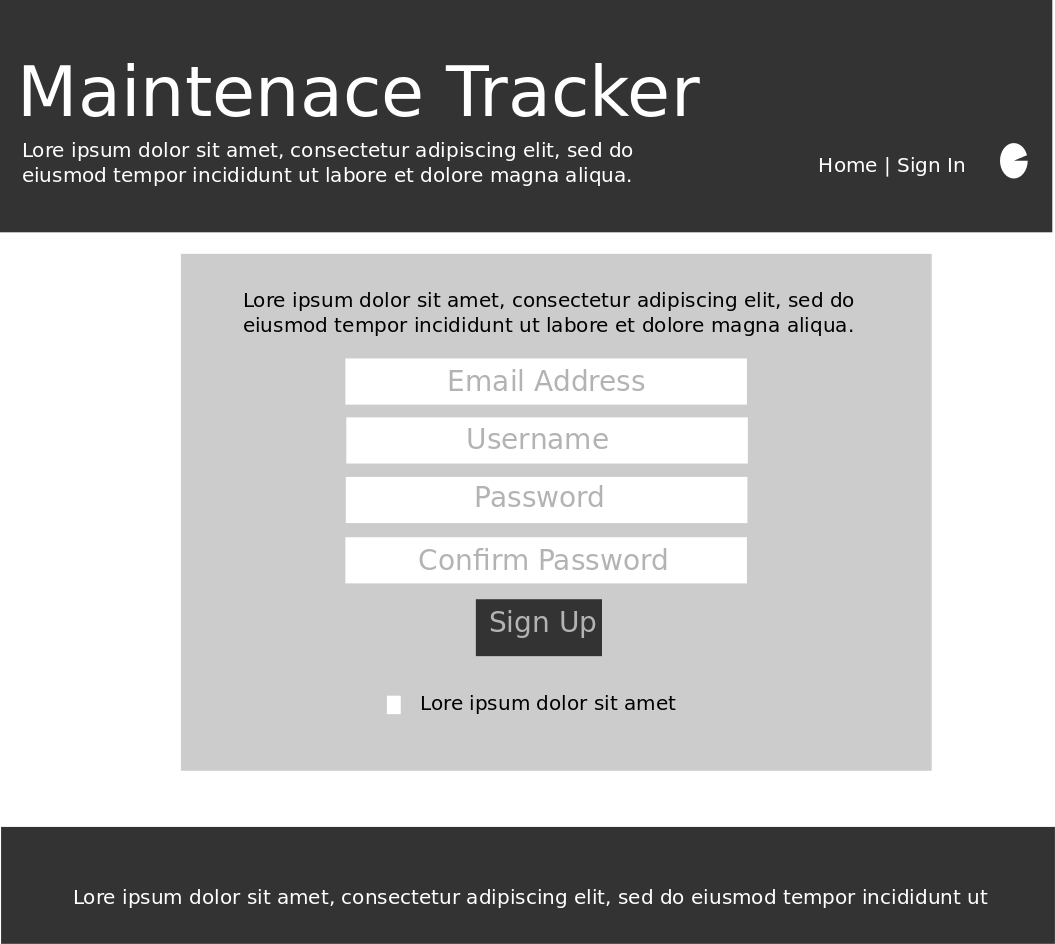 Maintenace Tracker
Lore ipsum dolor sit amet, consectetur adipiscing elit, sed do
eiusmod tempor incididunt ut labore et dolore magna aliqua.
Home | Sign In
Lore ipsum dolor sit amet, consectetur adipiscing elit, sed do
eiusmod tempor incididunt ut labore et dolore magna aliqua.
Email Address
Username
Password
Confirm Password
Sign Up
Lore ipsum dolor sit amet
Lore ipsum dolor sit amet, consectetur adipiscing elit, sed do eiusmod tempor incididunt ut